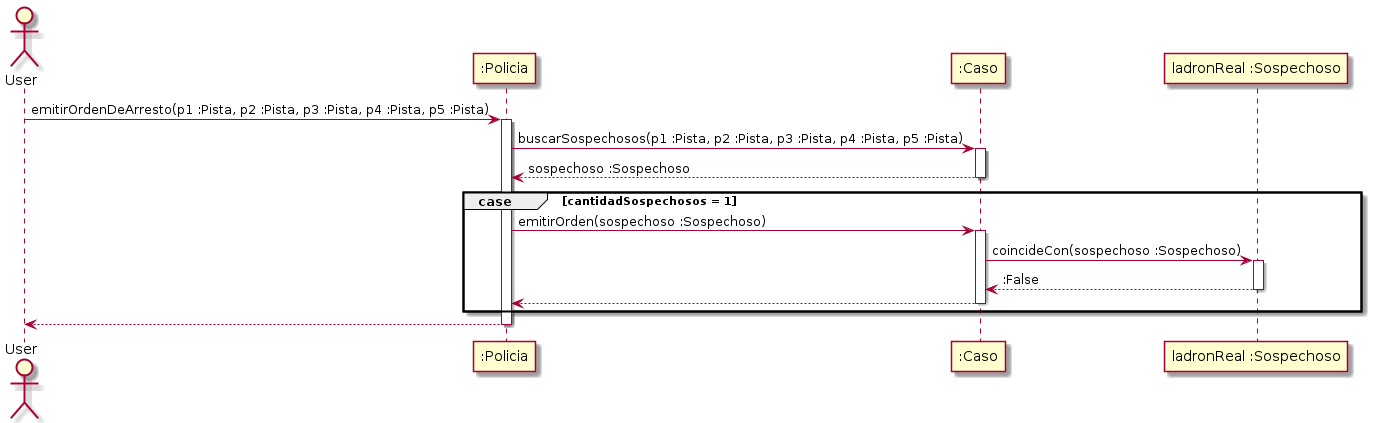 User
:Policia
:Caso
ladronReal :Sospechoso
emitirOrdenDeArresto(p1 :Pista, p2 :Pista, p3 :Pista, p4 :Pista, p5 :Pista)
buscarSospechosos(p1 :Pista, p2 :Pista, p3 :Pista, p4 :Pista, p5 :Pista)
sospechoso :Sospechoso
case [cantidadSospechosos = 1]
emitirOrden(sospechoso :Sospechoso)
coincideCon(sospechoso :Sospechoso)
:False
User
:Policia
:Caso
ladronReal :Sospechoso